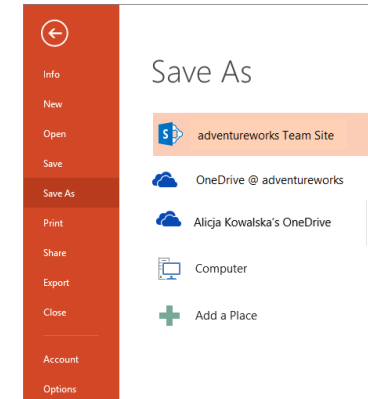 Info
New
Open
Save
Save As
Print
Share
Export
Close
Account
Options
Save As
S
adventureworks Team Site
OneDrive @ adventureworks
Alicja Kowalska's OneDrive
Computer
Add a Place